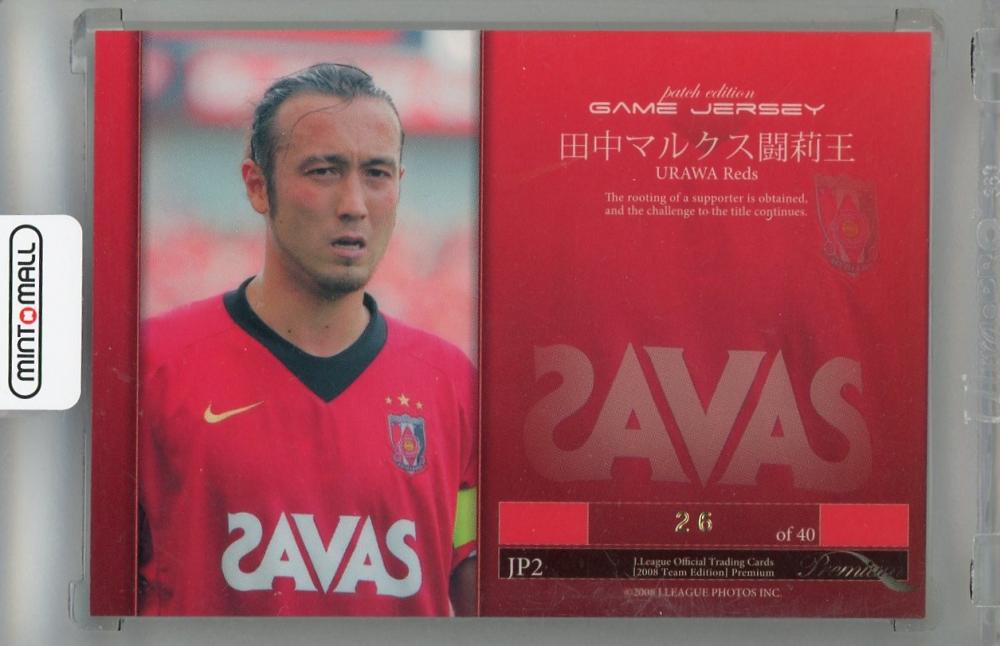 MINT MALL
SAVAS
patch edition
GAME JERSEY
田中マルクス闘莉王
URAWA Reds
The rooting of a supporter is obtained,
and the challenge to the title continues.
SAVAS
26
of 40
JP2
J.League Official Trading Cards
[2008 Team Edition] Premium
Premium
©2008 J.LEAGUE PHOTOS INC.